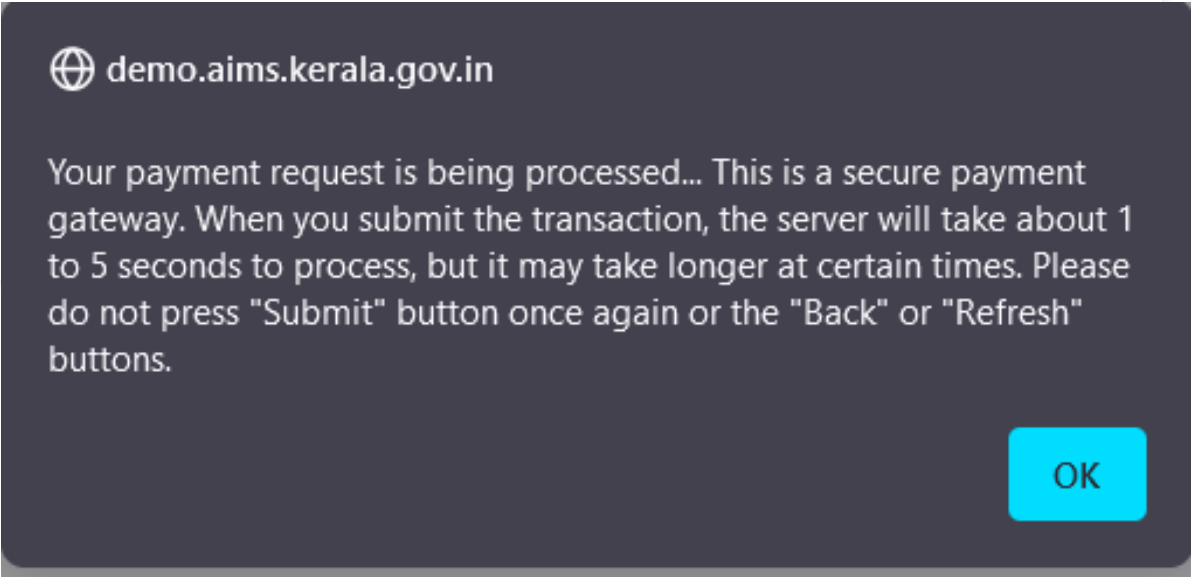 demo.aims.kerala.gov.in
Your payment request is being processed... This is a secure payment
gateway. When you submit the transaction, the server will take about 1
to 5 seconds to process, but it may take longer at certain times. Please
do not press "Submit" button once again or the "Back" or "Refresh"
buttons.
OK